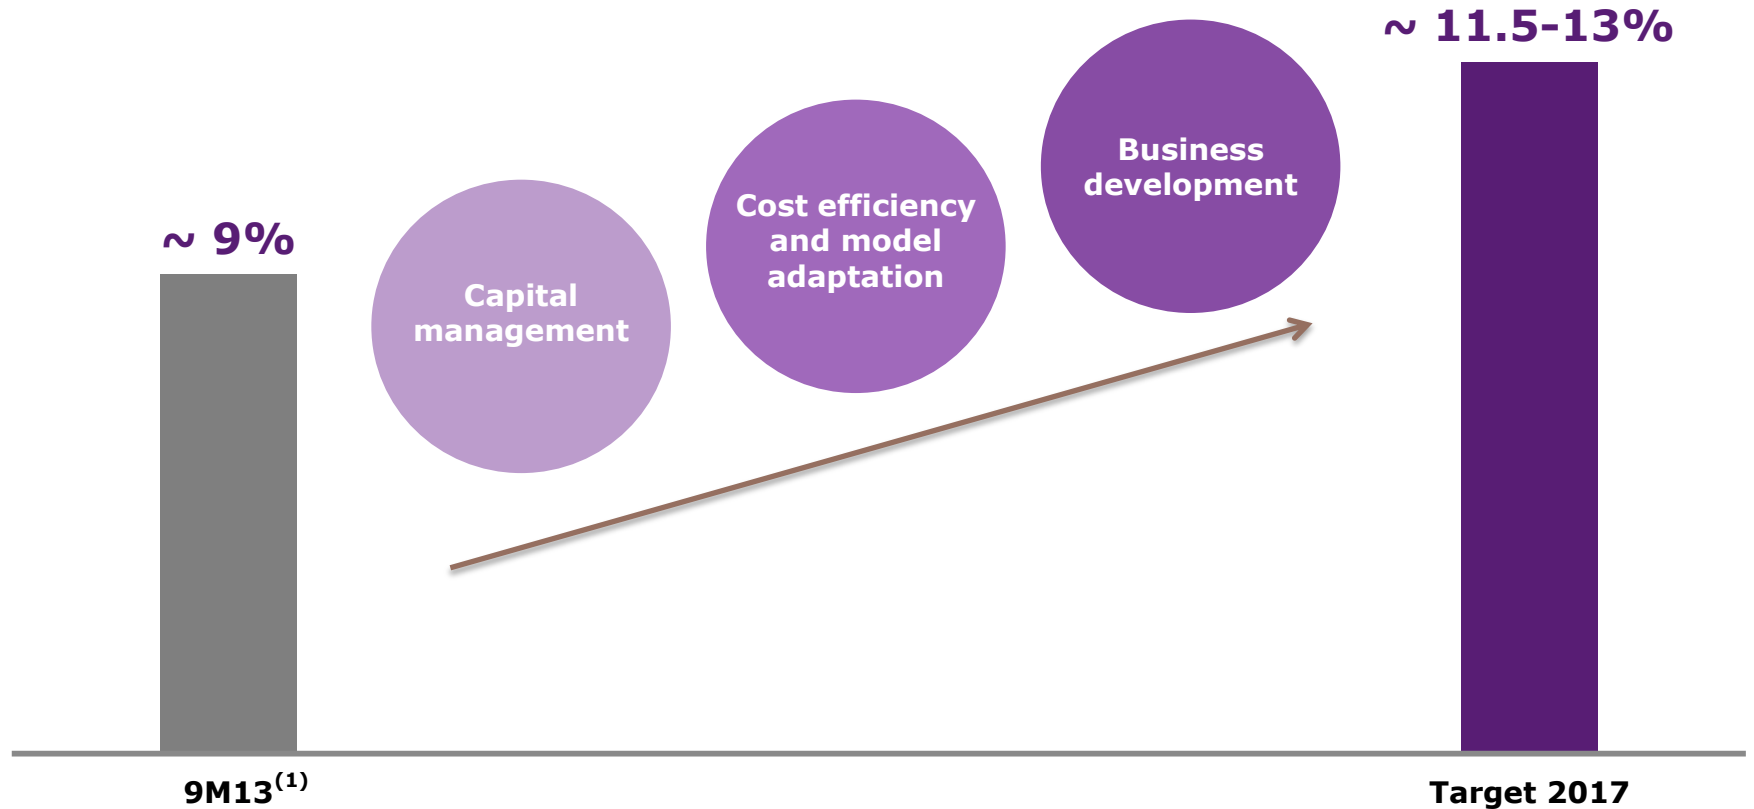 ~ 11.5-13%
Business
development
Cost efficiency
and model
adaptation
~ 9%
Capital
management
9M13(1)
Target 2017